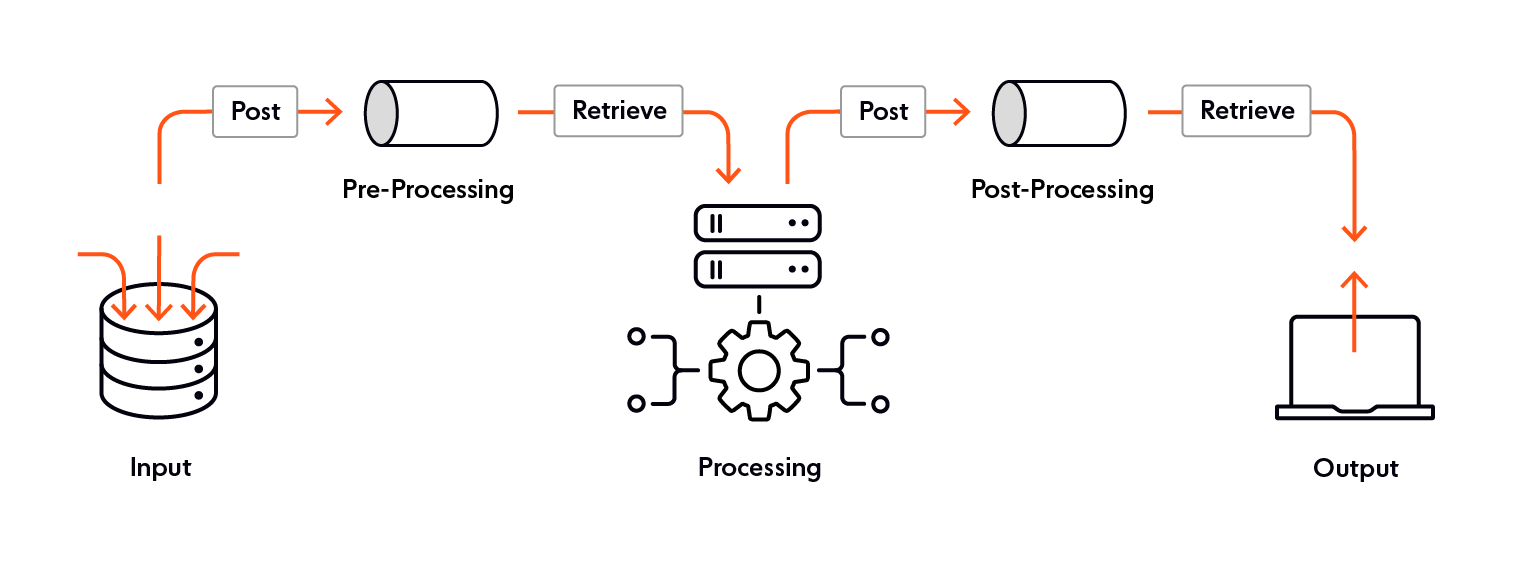 Post
Retrieve
Post
Retrieve
Pre-Processing
Post-Processing
Input
Processing
Output